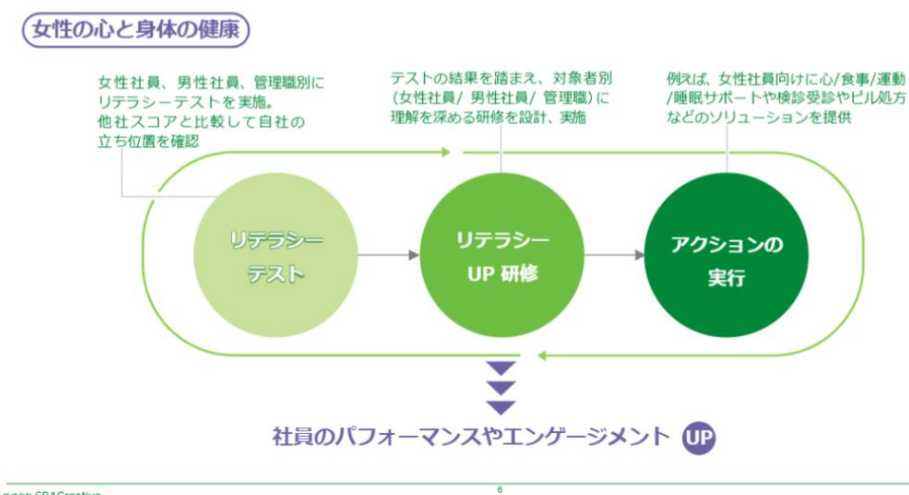 女性の心と身体の健康
女性社員、男性社員、管理職別に
リテラシーテストを実施。
他社スコアと比較して自社の
立ち位置を確認
テストの結果を踏まえ、対象者別
(女性社員/ 男性社員/ 管理職)に
理解を深める研修を設計、実施
例えば、女性社員向けに心/食事/運動
/睡眠サポートや検診受診やピル処方
などのソリューションを提供
リテラシー
テスト
リテラシー
UP 研修
アクションの
実行
社員のパフォーマンスやエンゲージメント UP
6